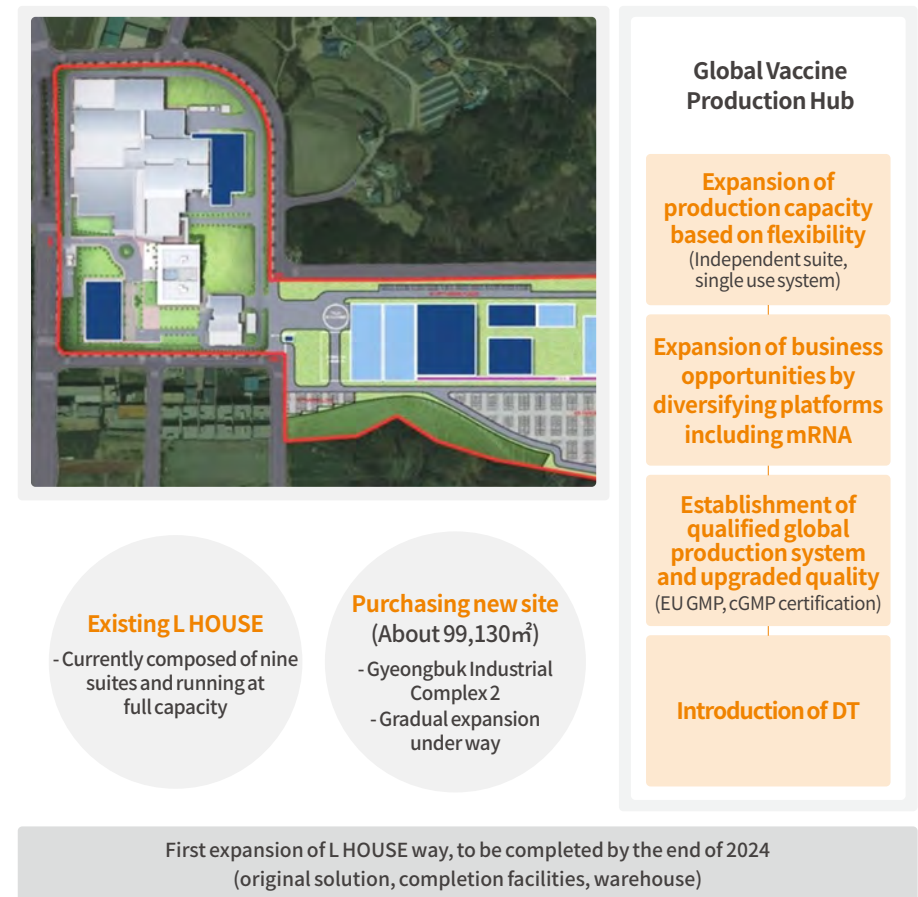 Global Vaccine
Production Hub
Expansion of
production capacity
based on flexibility
(Independent suite,
single use system)
Expansion of business
opportunities by
diversifying platforms
including mRNA
Establishment of
qualified global
production system
and upgraded quality
(EU GMP, cGMP certification)
Introduction of DT
Existing L HOUSE
- Currently composed of nine
suites and running at
full capacity
Purchasing new site
(About 99,130㎡)
- Gyeongbuk Industrial
Complex 2
- Gradual expansion
under way
First expansion of L HOUSE way, to be completed by the end of 2024
(original solution, completion facilities, warehouse)